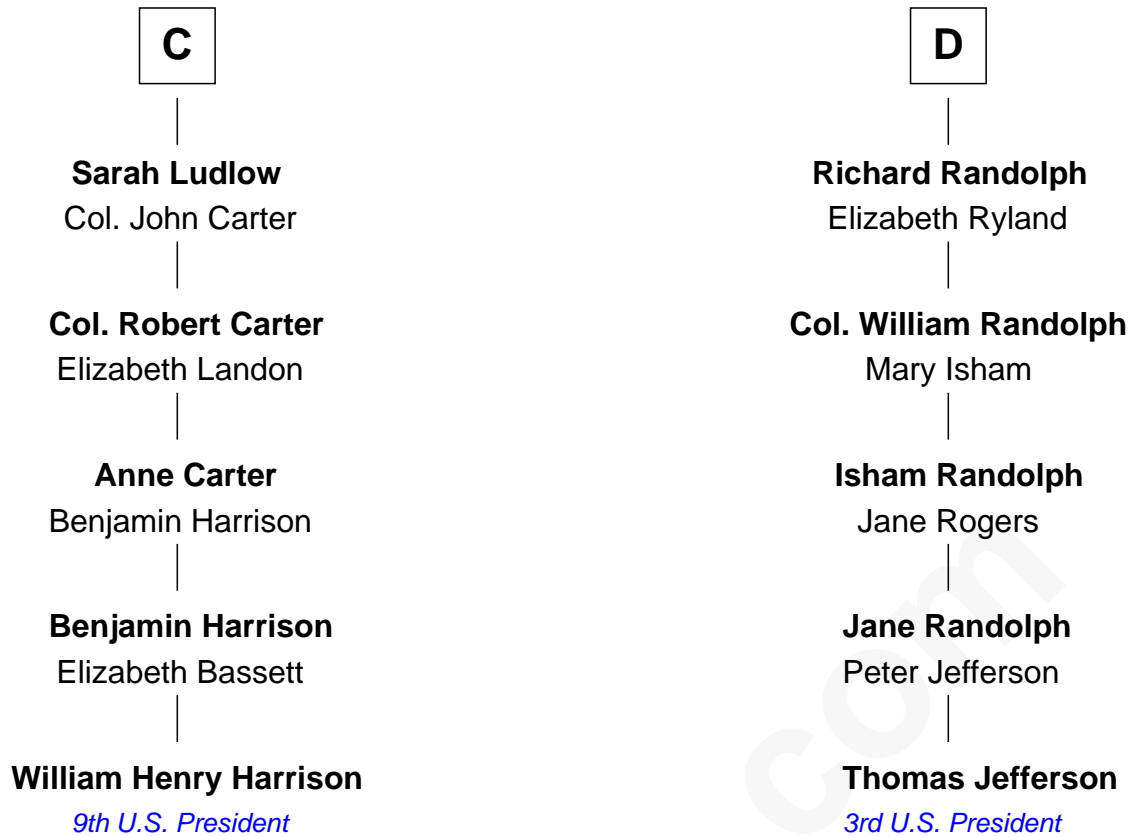 C
Sarah Ludlow
Col. John Carter
Col. Robert Carter
Elizabeth Landon
Anne Carter
Benjamin Harrison
Benjamin Harrison
Elizabeth Bassett
William Henry Harrison
9th U.S. President
D
Richard Randolph
Elizabeth Ryland
Col. William Randolph
Mary Isham
Isham Randolph
Jane Rogers
Jane Randolph
Peter Jefferson
Thomas Jefferson
3rd U.S. President
com